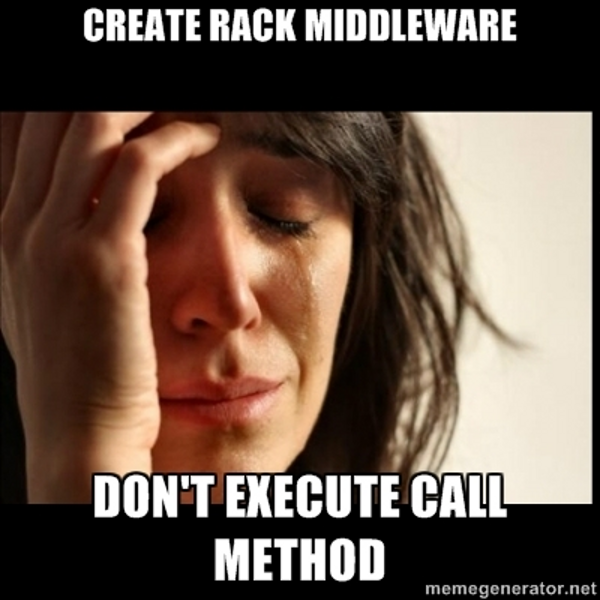 CREATE RACK MIDDLEWARE
DON'T EXECUTE CALL
METHOD
memegenerator.net